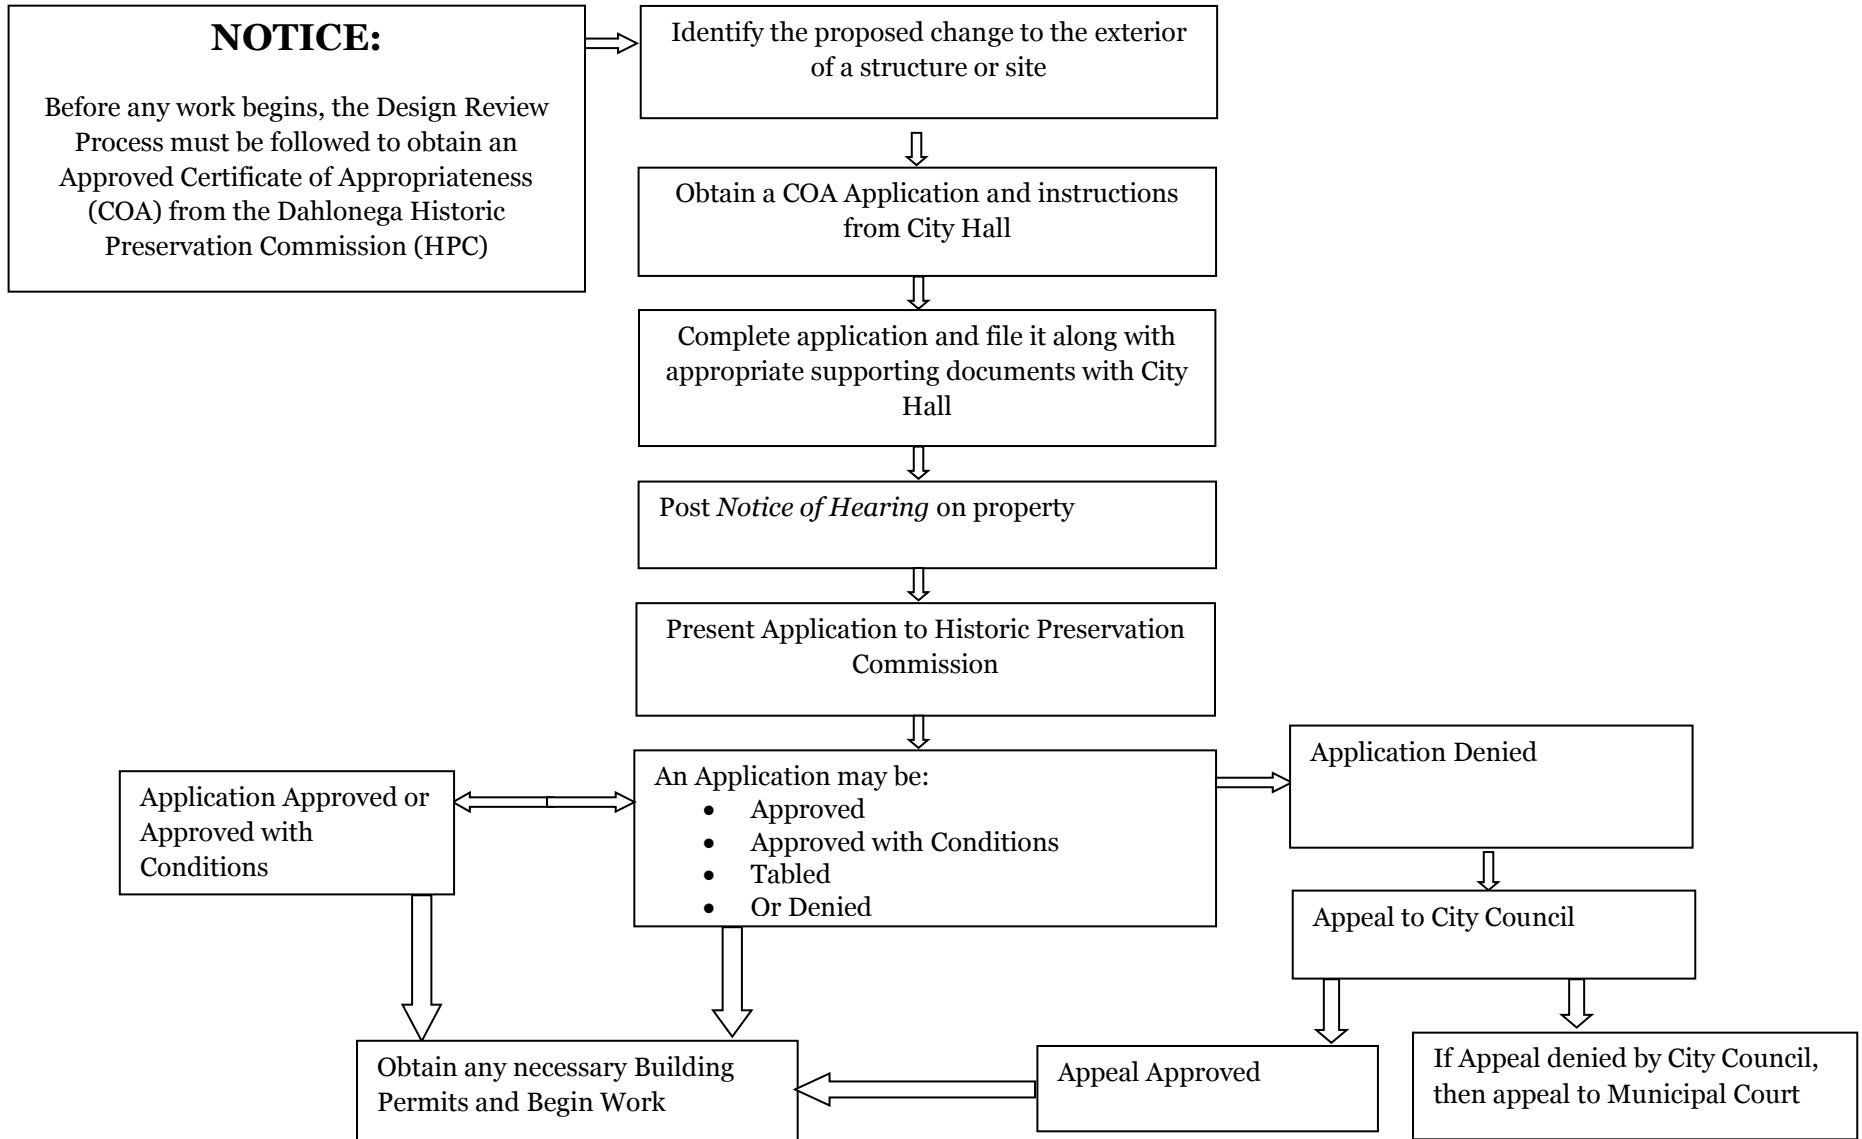 NOTICE:
Before any work begins, the Design Review
Process must be followed to obtain an
Approved Certificate of Appropriateness
(COA) from the Dahlonega Historic
Preservation Commission (HPC)
Identify the proposed change to the exterior
of a structure or site
Obtain a COA Application and instructions
from City Hall
Complete application and file it along with
appropriate supporting documents with City
Hall
Post Notice of Hearing on property
Present Application to Historic Preservation
Commission
An Application may be:
• Approved
• Approved with Conditions
• Tabled
• Or Denied
Application Approved or
Approved with
Conditions
Application Denied
Appeal to City Council
Obtain any necessary Building
Permits and Begin Work
Appeal Approved
If Appeal denied by City Council,
then appeal to Municipal Court